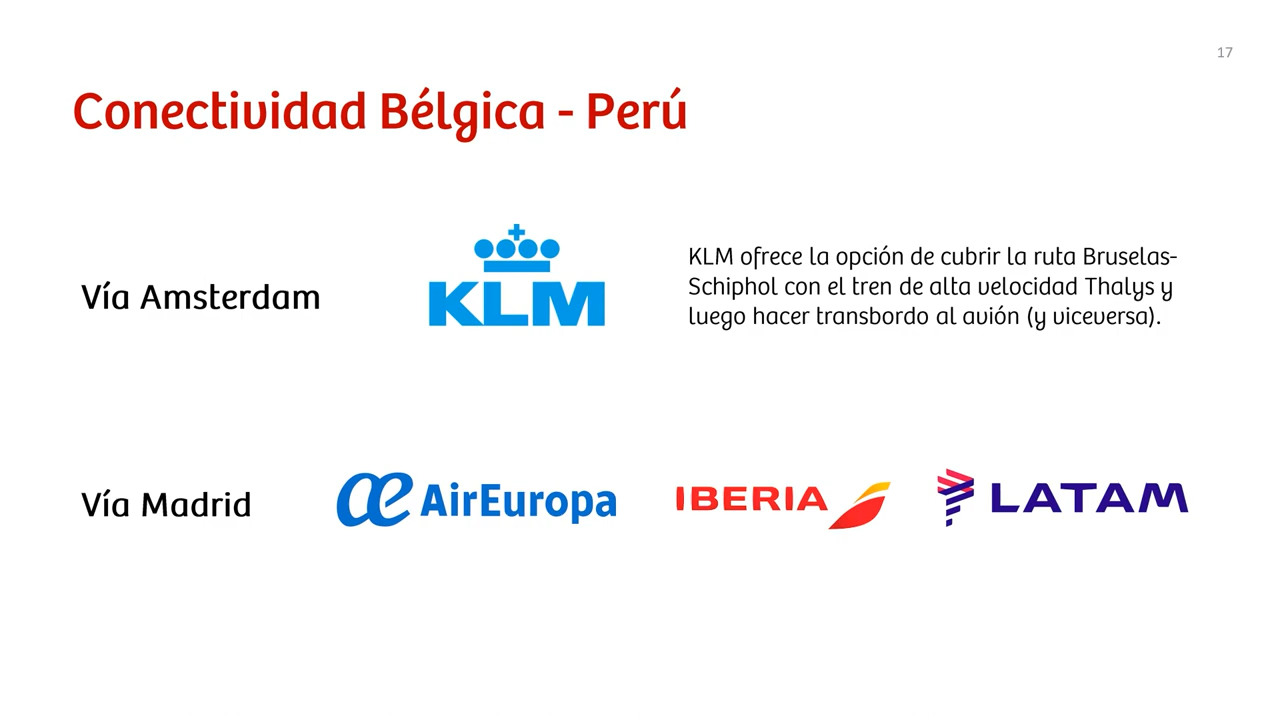 17
Conectividad Bélgica - Perú
Vía Amsterdam
KLM
KLM ofrece la opción de cubrir la ruta Bruselas-
Schiphol con el tren de alta velocidad Thalys y
luego hacer transbordo al avión (y viceversa).
Vía Madrid
æ AirEuropa
IBERIA
LATAM